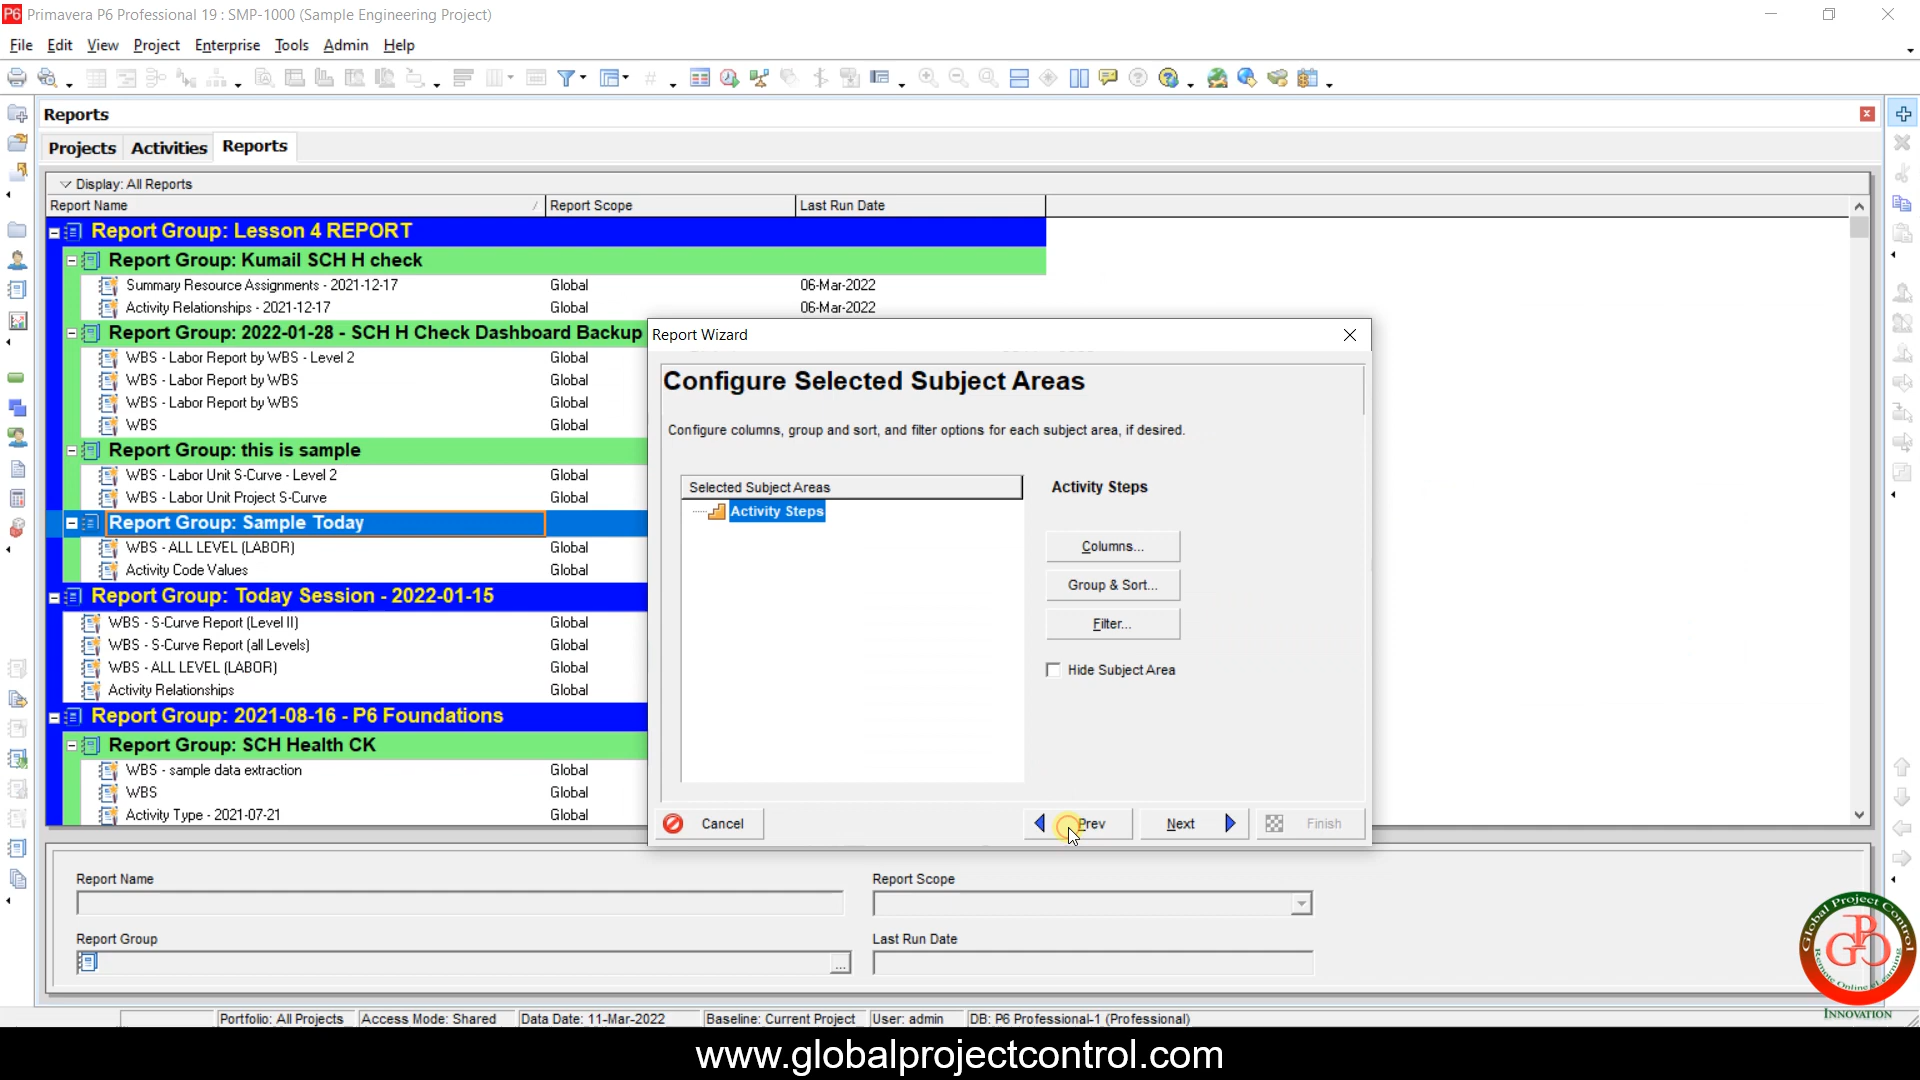 P6 Primavera P6 Professional 19 : SMP-1000 (Sample Engineering Project)
File Edit View Project Enterprise Tools Admin Help
Reports
Projects Activities Reports
Display: All Reports
Report Name Report Scope Last Run Date
Report Group: Lesson 4 REPORT
Report Group: Kumail SCH H check
Summary Resource Assignments - 2021-12-17 Global 06-Mar-2022
Activity Relationships - 2021-12-17 Global 06-Mar-2022
Report Group: 2022-01-28 - SCH H Check Dashboard Backup
WBS - Labor Report by WBS - Level 2 Global
WBS - Labor Report by WBS Global
WBS - Labor Report by WBS Global
WBS Global
Report Group: this is sample
WBS - Labor Unit S-Curve - Level 2 Global
WBS - Labor Unit Project S-Curve Global
Report Group: Sample Today
WBS - ALL LEVEL (LABOR) Global
Activity Code Values Global
Report Group: Today Session - 2022-01-15
WBS - S-Curve Report (Level II) Global
WBS - S-Curve Report (all Levels) Global
WBS - ALL LEVEL (LABOR) Global
Activity Relationships Global
Report Group: 2021-08-16 - P6 Foundations
Report Group: SCH Health CK
WBS - sample data extraction Global
WBS Global
Activity Type - 2021-07-21 Global
Report Wizard
Configure Selected Subject Areas
Configure columns, group and sort, and filter options for each subject area, if desired.
Selected Subject Areas
Activity Steps
Activity Steps
Columns...
Group & Sort...
Filter...
Hide Subject Area
Cancel Prev Next Finish
Report Name Report Scope
Report Group Last Run Date
...
Global Project Control
GPC
Remote Online eLearning
INNOVATION
Portfolio: All Projects Access Mode: Shared Data Date: 11-Mar-2022 Baseline: Current Project User: admin DB: P6 Professional-1 (Professional)
www.globalprojectcontrol.com